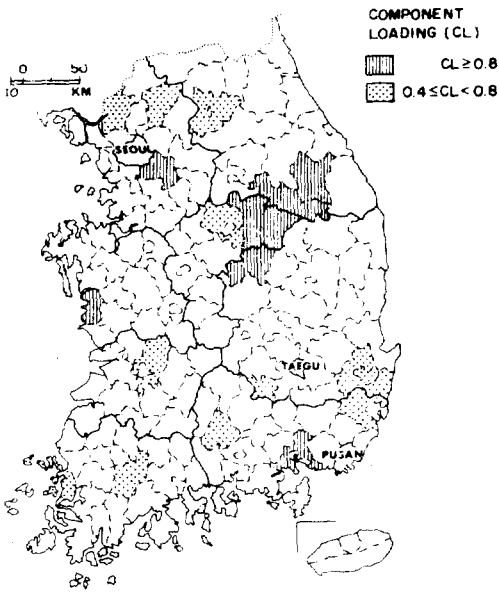 COMPONENT
LOADING (CL)
CL≥0.8
0.4≤CL<0.8
0 50
10 KM
SEOUL
TAEGU
PUSAN